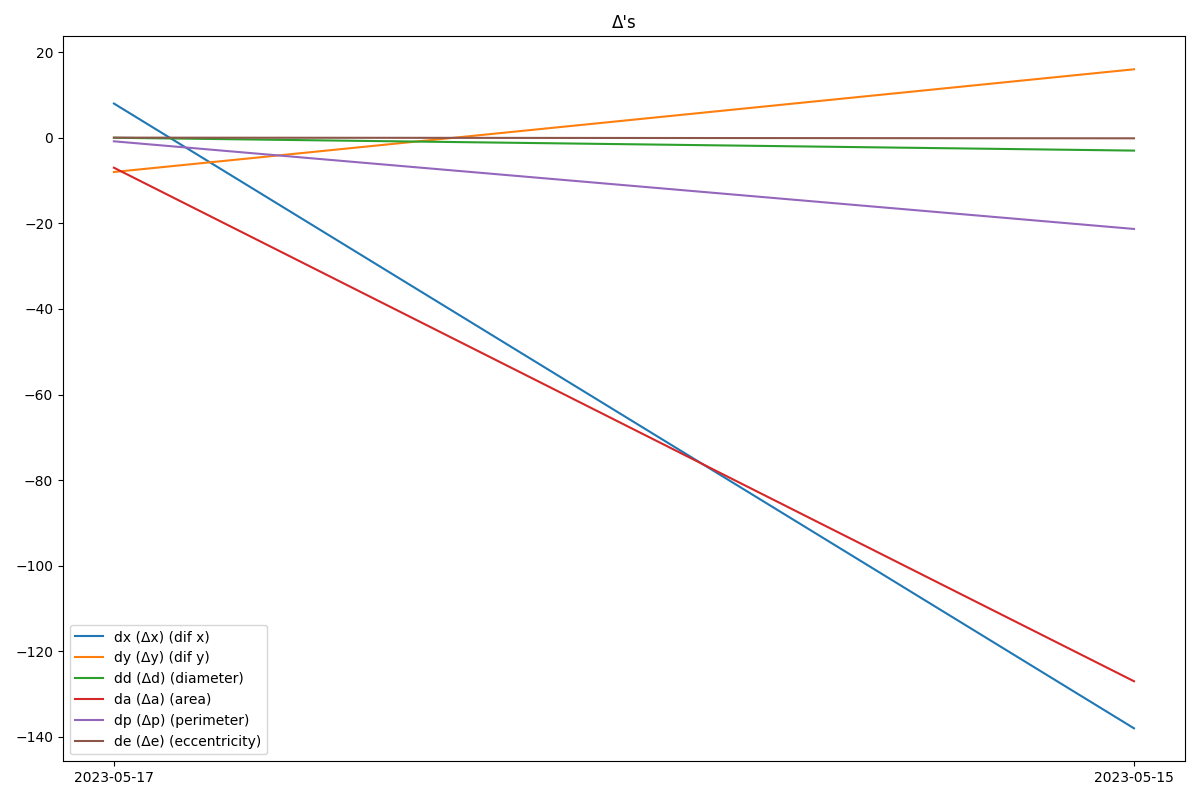 Δ's
20
0
−20
−40
−60
−80
−100
−120
−140
dx (Δx) (dif x)
dy (Δy) (dif y)
dd (Δd) (diameter)
da (Δa) (area)
dp (Δp) (perimeter)
de (Δe) (eccentricity)
2023-05-17 2023-05-15